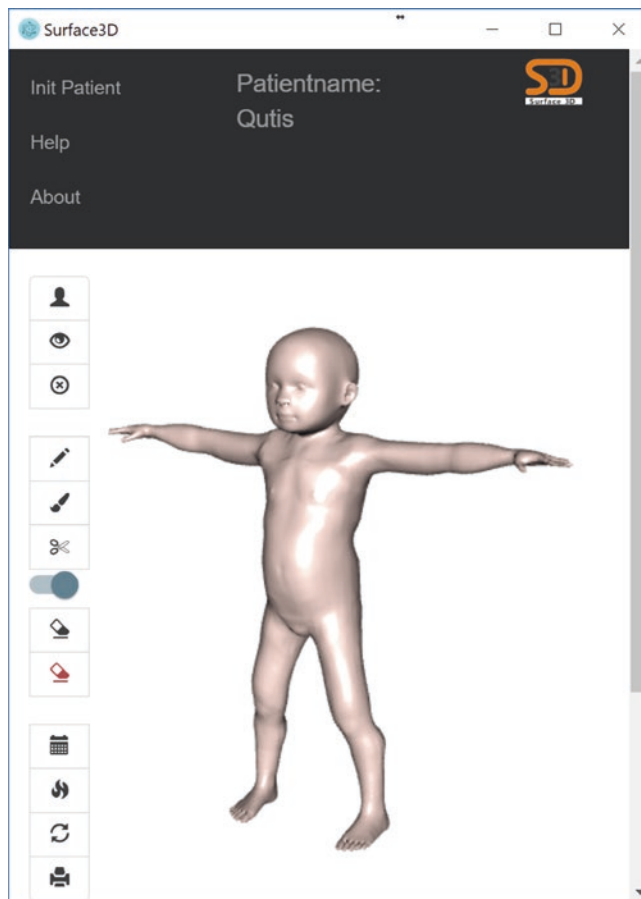 Surface3D
Init Patient
Help
About
Patientname:
Qutis
S3D
Surface 3D